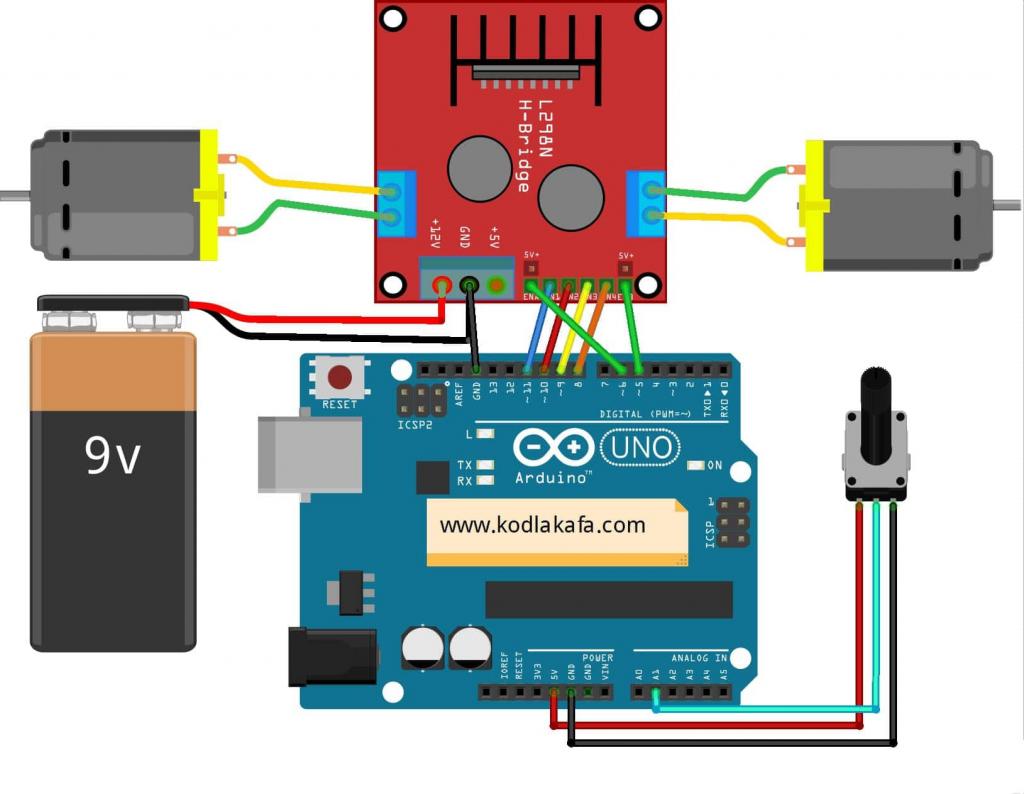 L298N
H-Bridge
+12V
GND
+5V
5V+
5V+
ENA
IN1
IN2
IN3
IN4
9v
RESET
ICSP2
AREF
GND
13
12
~11
~10
~9
8
7
~6
~5
4
~3
2
TX0 ▶ 1
RX0 ◀ 0
DIGITAL (PWM=~)
L
TX
RX
UNO
ON
Arduino™
1
ICSP
www.kodlakafa.com
POWER
ANALOG IN
IOREF
RESET
3V3
5V
GND
GND
VIN
A0
A1
A2
A3
A4
A5